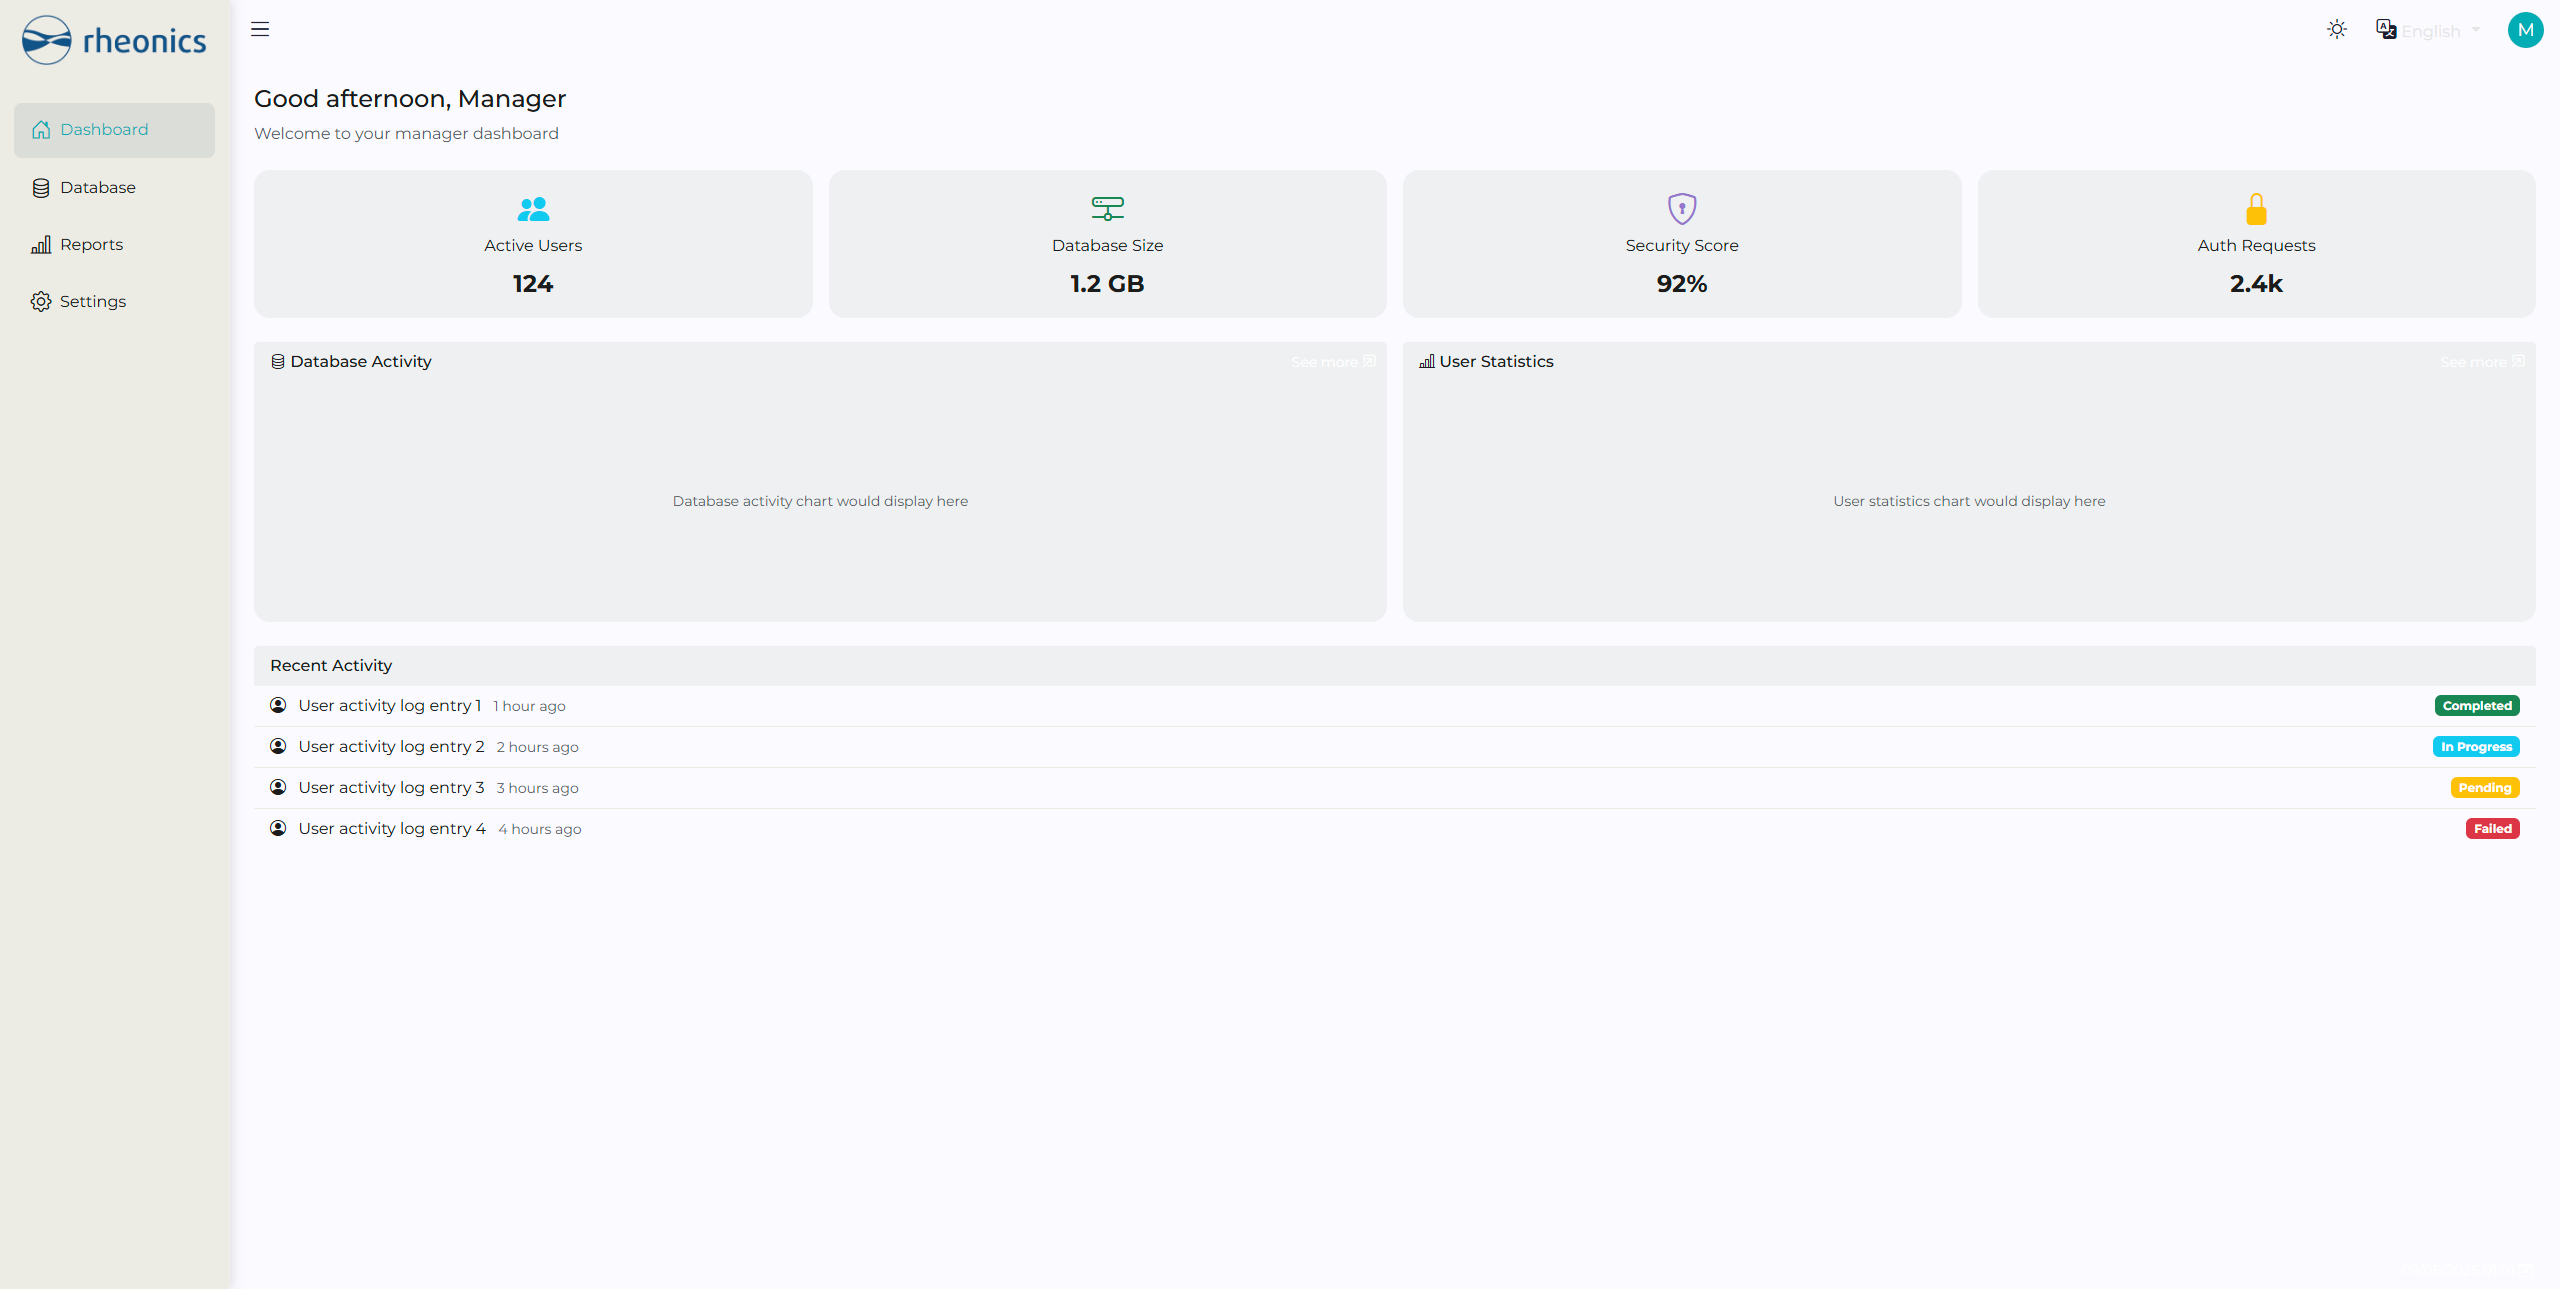 rheonics
English
M
Dashboard
Database
Reports
Settings
Good afternoon, Manager
Welcome to your manager dashboard
Active Users
124
Database Size
1.2 GB
Security Score
92%
Auth Requests
2.4k
Database Activity
See more
Database activity chart would display here
User Statistics
See more
User statistics chart would display here
Recent Activity
User activity log entry 1 1 hour ago Completed
User activity log entry 2 2 hours ago In Progress
User activity log entry 3 3 hours ago Pending
User activity log entry 4 4 hours ago Failed